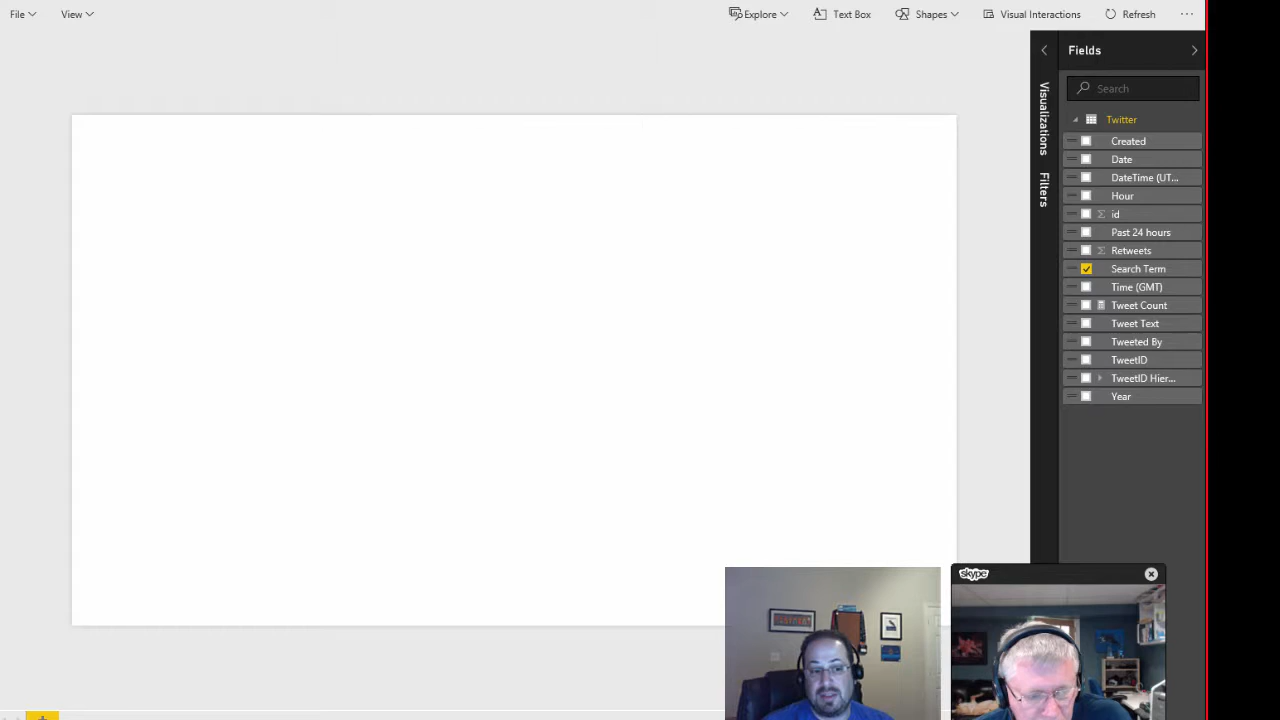 File View Explore Text Box Shapes Visual Interactions Refresh ...
Fields
Search
Visualizations
Filters
Twitter
Created
Date
DateTime (UT...
Hour
id
Past 24 hours
Retweets
Search Term
Time (GMT)
Tweet Count
Tweet Text
Tweeted By
TweetID
TweetID Hier...
Year
skype